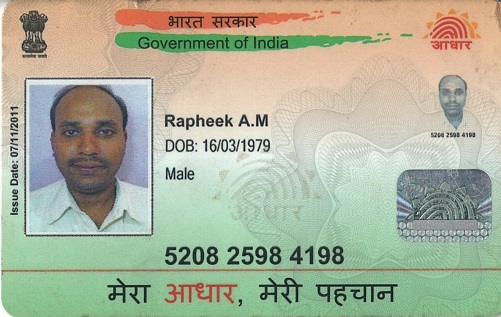 भारत सरकार
Government of India
आधार
Issue Date: 07/11/2011
Rapheek A.M
DOB: 16/03/1979
Male
5208 2598 4198
आधार
5208 2598 4198
मेरा आधार, मेरी पहचान